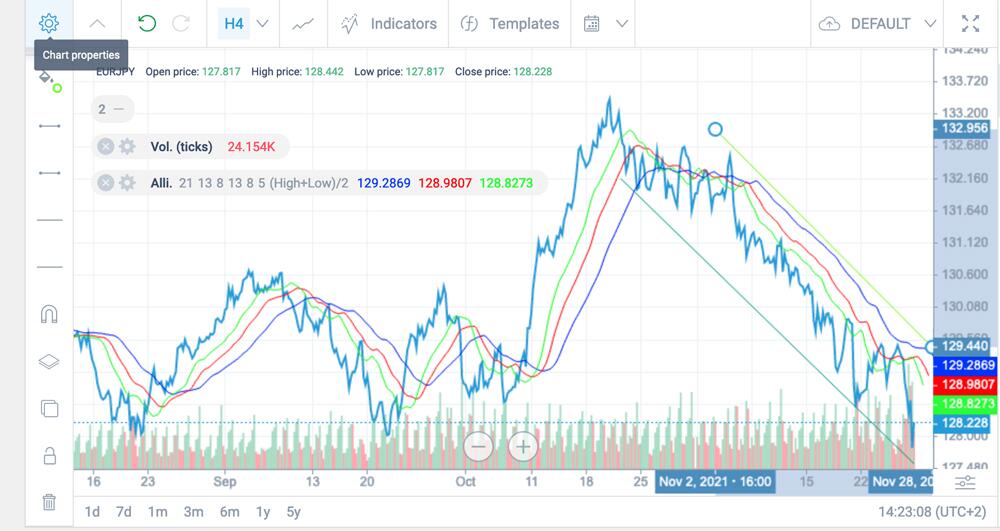 H4
Indicators
Templates
DEFAULT
Chart properties
EURJPY Open price: 127.817 High price: 128.442 Low price: 127.817 Close price: 128.228
2
Vol. (ticks) 24.154K
Alli. 21 13 8 13 8 5 (High+Low)/2 129.2869 128.9807 128.8273
134.240
133.720
133.200
132.956
132.680
132.160
131.640
131.120
130.600
130.080
129.560
129.440
129.2869
128.9807
128.8273
128.228
128.000
127.480
16 23 Sep 13 20 Oct 11 18 25 Nov 2, 2021 · 16:00 15 22 Nov 28, 20
1d 7d 1m 3m 6m 1y 5y
14:23:08 (UTC+2)